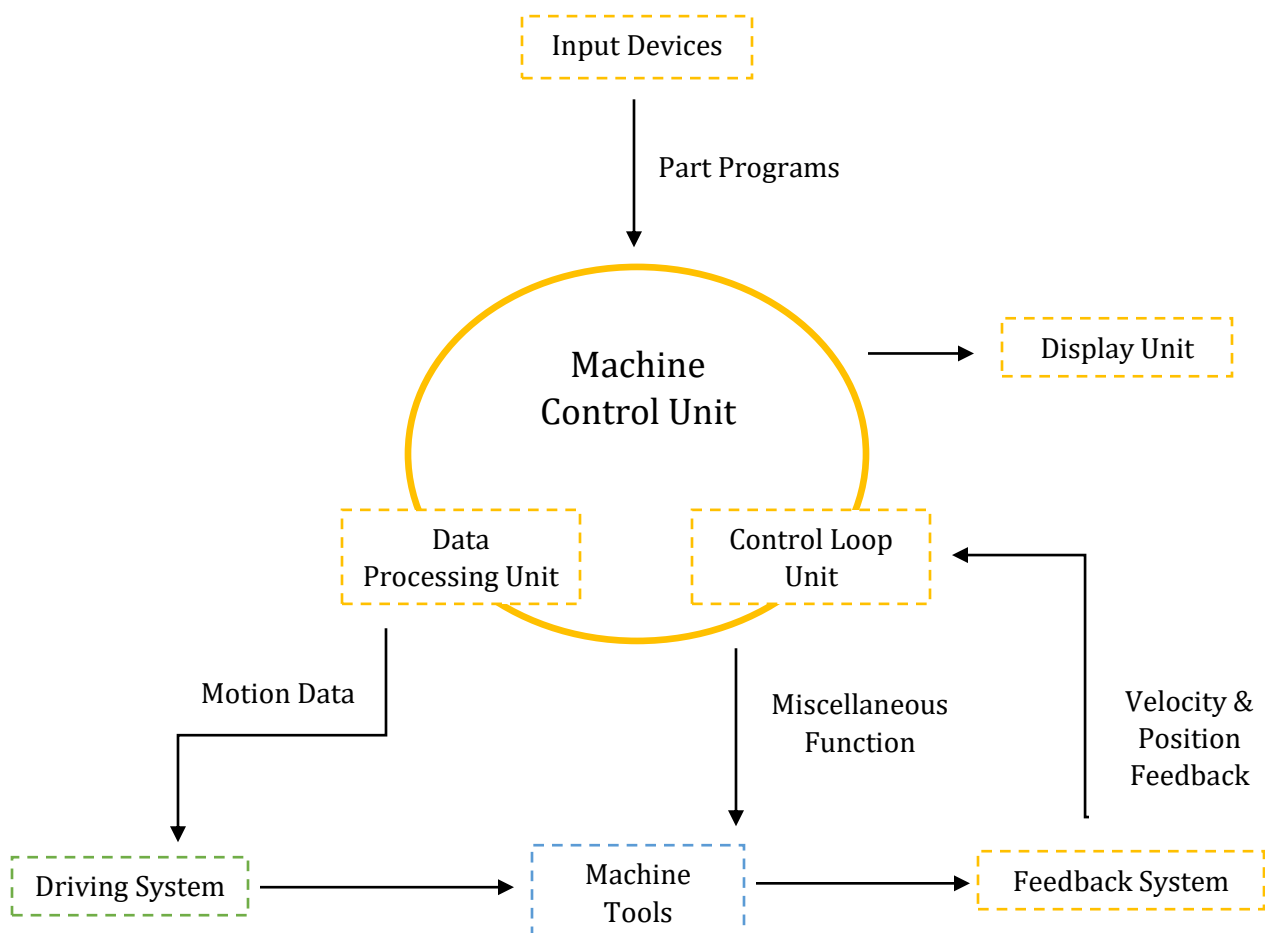 Input Devices
Part Programs
Machine
Control Unit
Display Unit
Data
Processing Unit
Control Loop
Unit
Motion Data
Miscellaneous
Function
Velocity &
Position
Feedback
Driving System
Machine
Tools
Feedback System